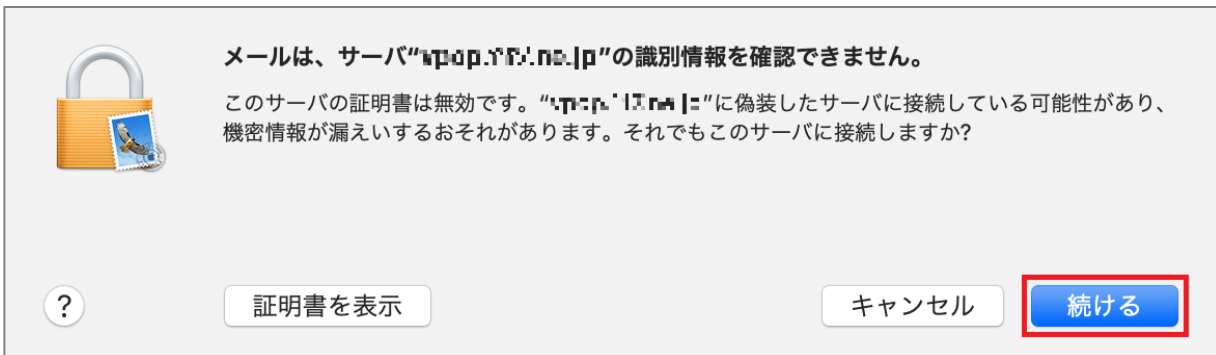 メールは、サーバ“ ”の識別情報を確認できません。
このサーバの証明書は無効です。“ ”に偽装したサーバに接続している可能性があり、
機密情報が漏えいするおそれがあります。それでもこのサーバに接続しますか?
? 証明書を表示 キャンセル 続ける